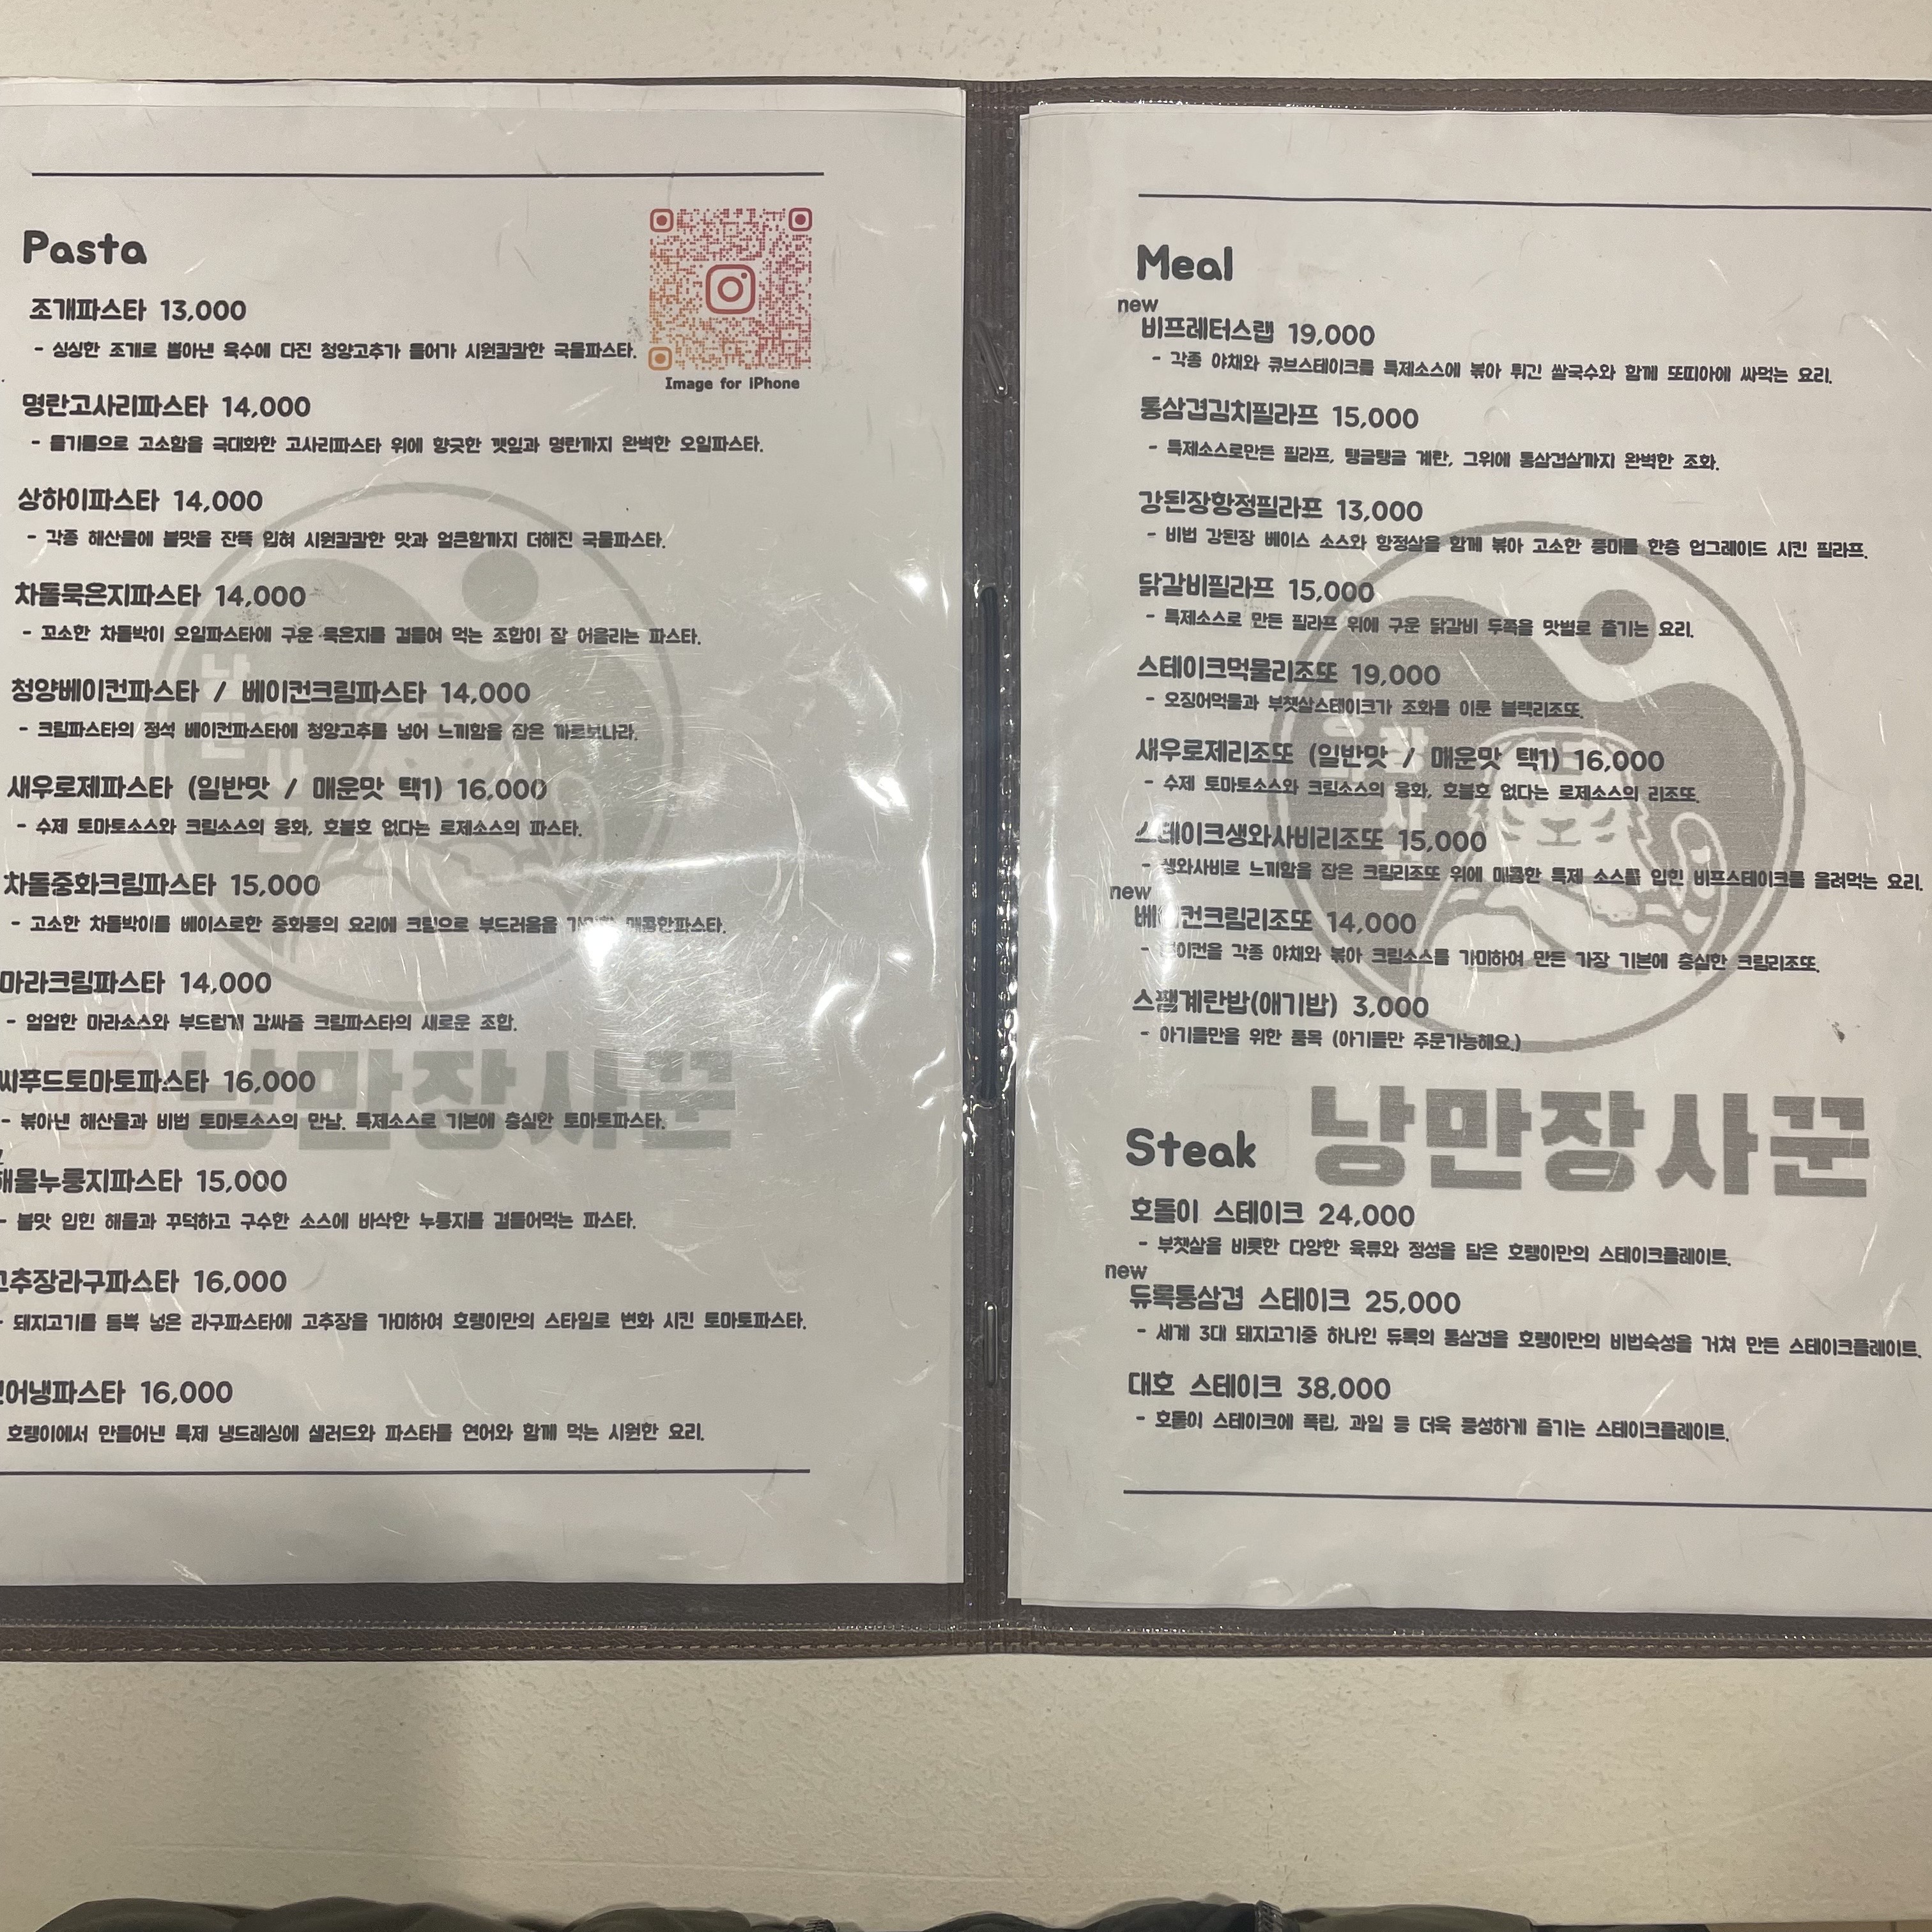 Pasta
조개파스타 13,000
- 싱싱한 조개로 뽑아낸 육수에 다진 청양고추가 들어가 시원칼칼한 국물파스타.
Image for iPhone
명란고사리파스타 14,000
- 들기름으로 고소함을 극대화한 고사리파스타 위에 향긋한 깻잎과 명란까지 완벽한 오일파스타.
상하이파스타 14,000
- 각종 해산물에 불맛을 잔뜩 입혀 시원칼칼한 맛과 얼큰함까지 더해진 국물파스타.
차돌묵은지파스타 14,000
- 꼬소한 차돌박이 오일파스타에 구운 묵은지를 곁들여 먹는 조합이 잘 어울리는 파스타.
청양베이컨파스타 / 베이컨크림파스타 14,000
- 크림파스타의 정석 베이컨파스타에 청양고추를 넣어 느끼함을 잡은 까르보나라.
새우로제파스타 (일반맛 / 매운맛 택1) 16,000
- 수제 토마토소스와 크림소스의 융화, 호불호 없다는 로제소스의 파스타.
차돌중화크림파스타 15,000
- 고소한 차돌박이를 베이스로한 중화풍의 요리에 크림으로 부드러움을 매콤한파스타.
마라크림파스타 14,000
- 얼얼한 마라소스와 부드럽게 감싸줄 크림파스타의 새로운 조합.
씨푸드토마토파스타 16,000
- 볶아낸 해산물과 비법 토마토소스의 만남. 특제소스로 기본에 충실한 토마토파스타.
해물누룽지파스타 15,000
- 불맛 입힌 해물과 꾸덕하고 구수한 소스에 바삭한 누룽지를 곁들어먹는 파스타.
고추장라구파스타 16,000
- 돼지고기를 듬뿍 넣은 라구파스타에 고추장을 가미하여 호랭이만의 스타일로 변화 시킨 토마토파스타.
연어냉파스타 16,000
호랭이에서 만들어낸 특제 냉드레싱에 샐러드와 파스타를 연어와 함께 먹는 시원한 요리.
낭만장사꾼
Meal
new
비프레터스랩 19,000
- 각종 야채와 큐브스테이크를 특제소스에 볶아 튀긴 쌀국수와 함께 또띠아에 싸먹는 요리.
통삼겹김치필라프 15,000
- 특제소스로만든 필라프, 탱글탱글 계란, 그위에 통삼겹살까지 완벽한 조화.
강된장항정필라프 13,000
- 비법 강된장 베이스 소스와 항정살을 함께 볶아 고소한 풍미를 한층 업그레이드 시킨 필라프.
닭갈비필라프 15,000
- 특제소스로 만든 필라프 위에 구운 닭갈비 두쪽을 맛별로 즐기는 요리.
스테이크먹물리조또 19,000
- 오징어먹물과 부챗살스테이크가 조화를 이룬 블랙리조또.
새우로제리조또 (일반맛 / 매운맛 택1) 16,000
- 수제 토마토소스와 크림소스의 융화, 호불호 없다는 로제소스의 리조또.
스테이크생와사비리조또 15,000
- 생와사비로 느끼함을 잡은 크림리조또 위에 매콤한 특제 소스를 입힌 비프스테이크를 올려먹는 요리.
new
베이컨크림리조또 14,000
- 베이컨을 각종 야채와 볶아 크림소스를 가미하여 만든 가장 기본에 충실한 크림리조또.
스팸계란밥(애기밥) 3,000
- 아기들만을 위한 품목 (아기들만 주문가능해요.)
낭만장사꾼
Steak
호돌이 스테이크 24,000
- 부챗살을 비롯한 다양한 육류와 정성을 담은 호랭이만의 스테이크플레이트.
new
듀록통삼겹 스테이크 25,000
- 세계 3대 돼지고기중 하나인 듀록의 통삼겹을 호랭이만의 비법숙성을 거쳐 만든 스테이크플레이트.
대호 스테이크 38,000
- 호돌이 스테이크에 폭립, 과일 등 더욱 풍성하게 즐기는 스테이크플레이트.